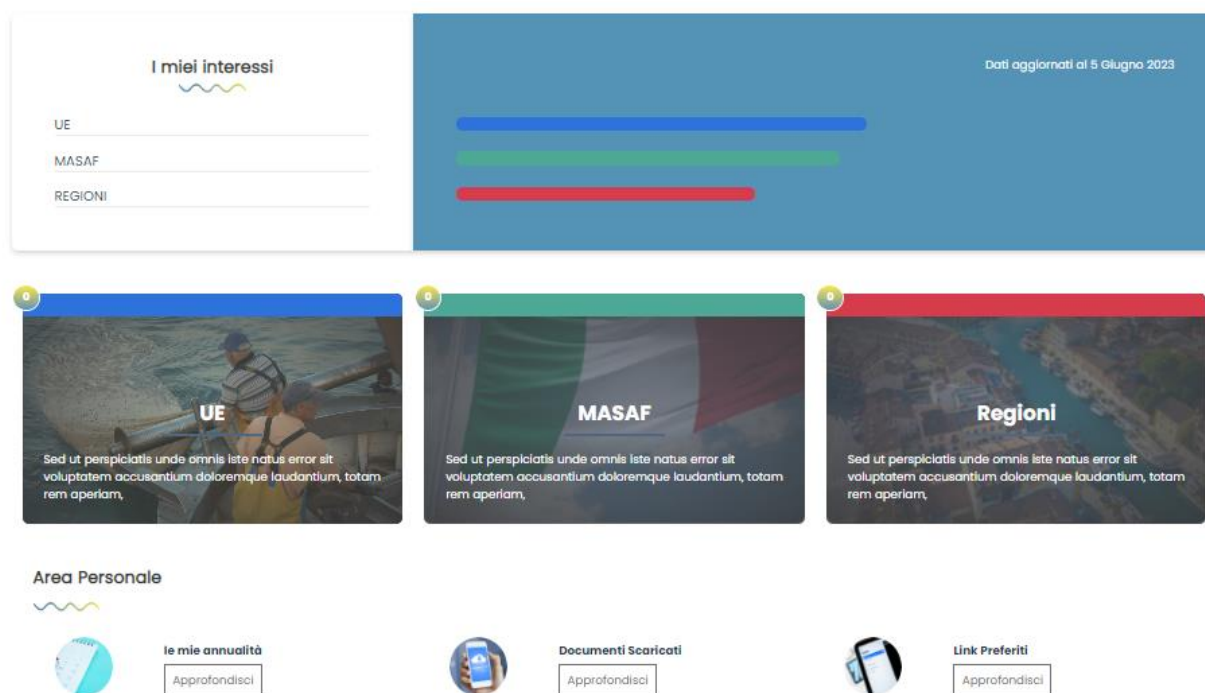 I miei interessi
Dati aggiornati al 5 Giugno 2023
UE
MASAF
REGIONI
0
0
0
UE
Sed ut perspiciatis unde omnis iste natus error sit
voluptatem accusantium doloremque laudantium, totam
rem aperiam,
MASAF
Sed ut perspiciatis unde omnis iste natus error sit
voluptatem accusantium doloremque laudantium, totam
rem aperiam,
Regioni
Sed ut perspiciatis unde omnis iste natus error sit
voluptatem accusantium doloremque laudantium, totam
rem aperiam,
Area Personale
le mie annualità
Approfondisci
Documenti Scaricati
Approfondisci
Link Preferiti
Approfondisci